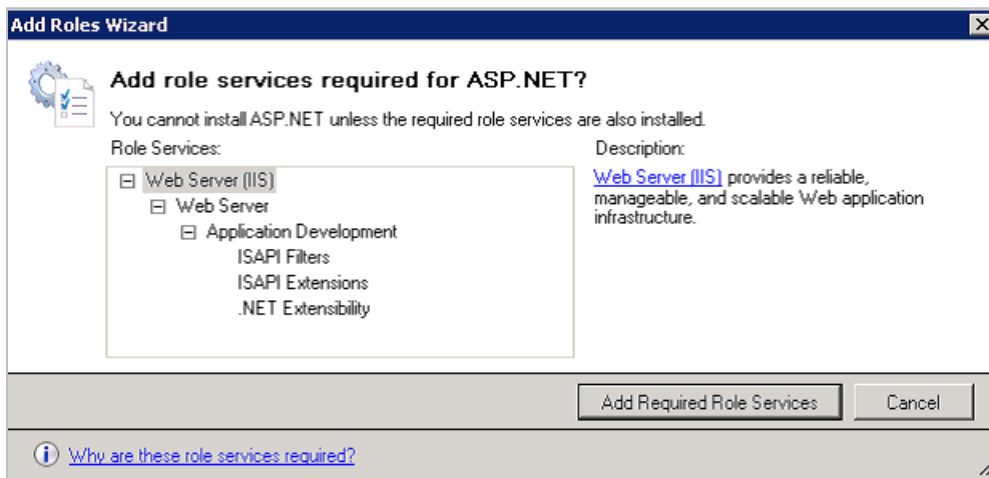 Add Roles Wizard
Add role services required for ASP.NET?
You cannot install ASP.NET unless the required role services are also installed.
Role Services:
Web Server (IIS)
Web Server
Application Development
ISAPI Filters
ISAPI Extensions
.NET Extensibility
Description:
Web Server (IIS) provides a reliable,
manageable, and scalable Web application
infrastructure.
Add Required Role Services
Cancel
Why are these role services required?